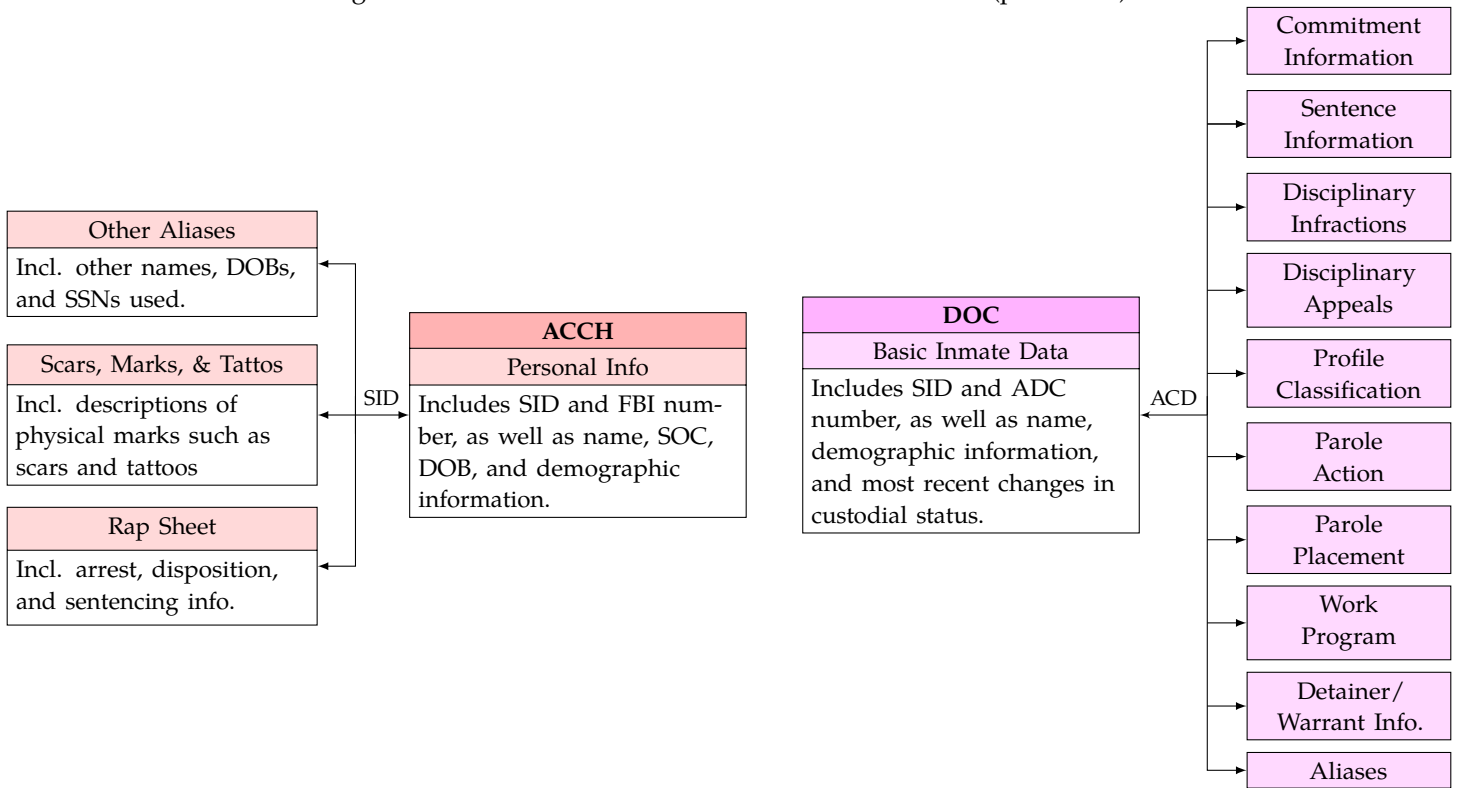 Other Aliases
Incl. other names, DOBs,
and SSNs used.
Scars, Marks, & Tattos
Incl. descriptions of
physical marks such as
scars and tattoos
Rap Sheet
Incl. arrest, disposition,
and sentencing info.
SID
ACCH
Personal Info
Includes SID and FBI num-
ber, as well as name, SOC,
DOB, and demographic
information.
DOC
Basic Inmate Data
Includes SID and ADC
number, as well as name,
demographic information,
and most recent changes in
custodial status.
ACD
Commitment
Information
Sentence
Information
Disciplinary
Infractions
Disciplinary
Appeals
Profile
Classification
Parole
Action
Parole
Placement
Work
Program
Detainer/
Warrant Info.
Aliases